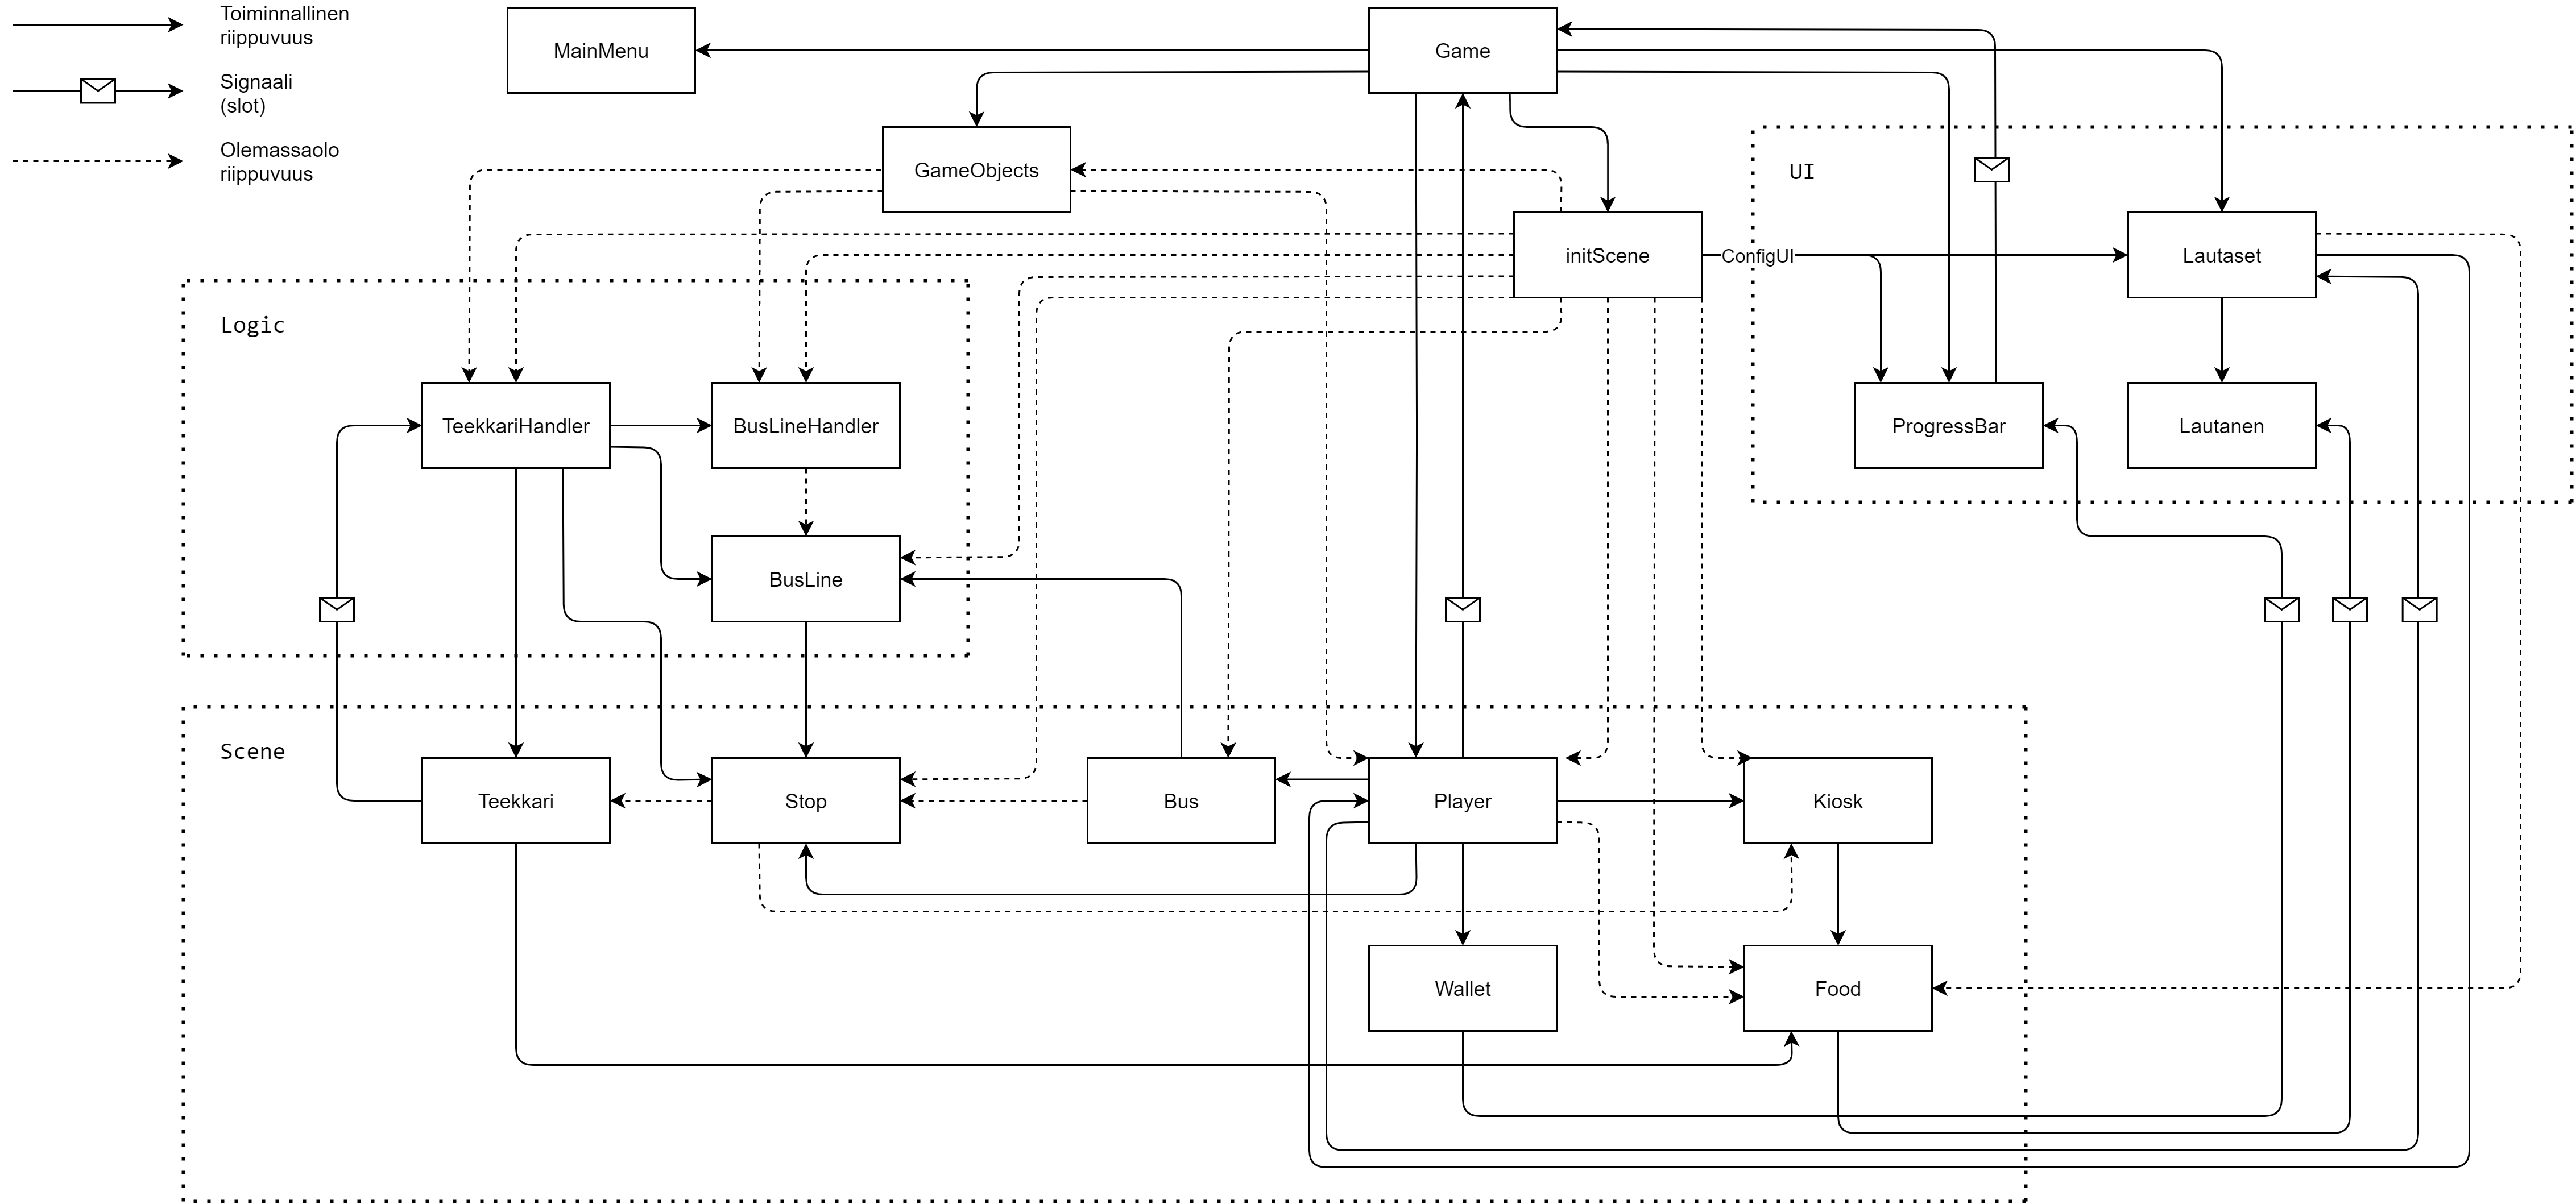 Toiminnallinen
riippuvuus
Signaali
(slot)
Olemassaolo
riippuvuus
MainMenu
Game
GameObjects
UI
initScene
ConfigUI
Lautaset
Logic
TeekkariHandler
BusLineHandler
ProgressBar
Lautanen
BusLine
Scene
Teekkari
Stop
Bus
Player
Kiosk
Wallet
Food